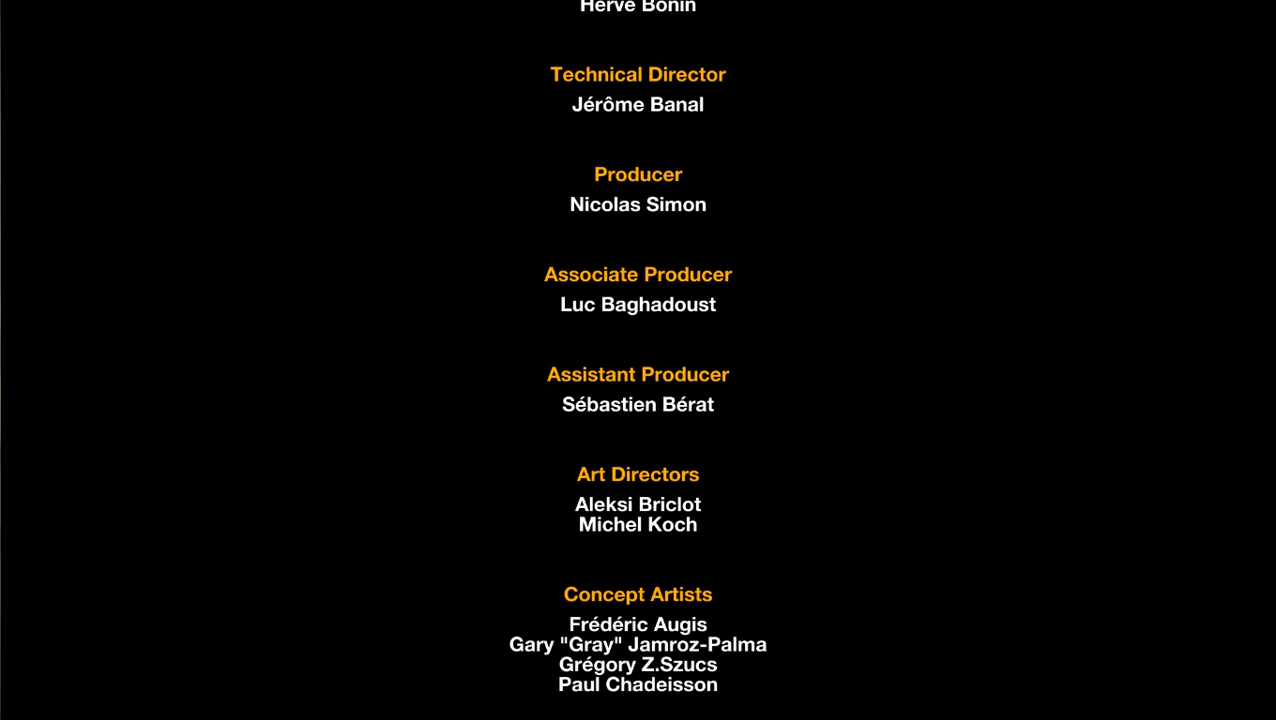 Hervé Bonin
Technical Director
Jérôme Banal
Producer
Nicolas Simon
Associate Producer
Luc Baghadoust
Assistant Producer
Sébastien Bérat
Art Directors
Aleksi Briclot
Michel Koch
Concept Artists
Frédéric Augis
Gary "Gray" Jamroz-Palma
Grégory Z.Szucs
Paul Chadeisson